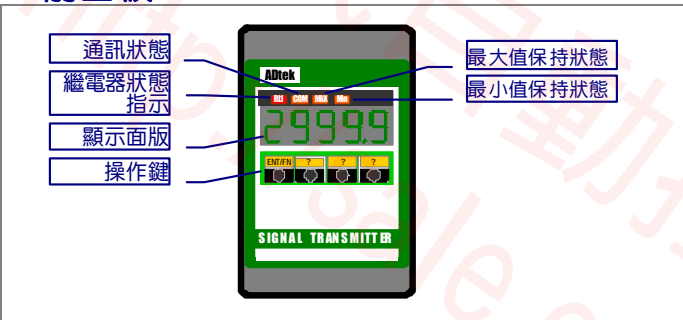 通訊狀態
繼電器狀態
指示
顯示面版
操作鍵
最大值保持狀態
最小值保持狀態
ADtek
RL1 COM MAX Min
2999.9
ENT/FN ? ? ?
SIGNAL TRANSMITTER